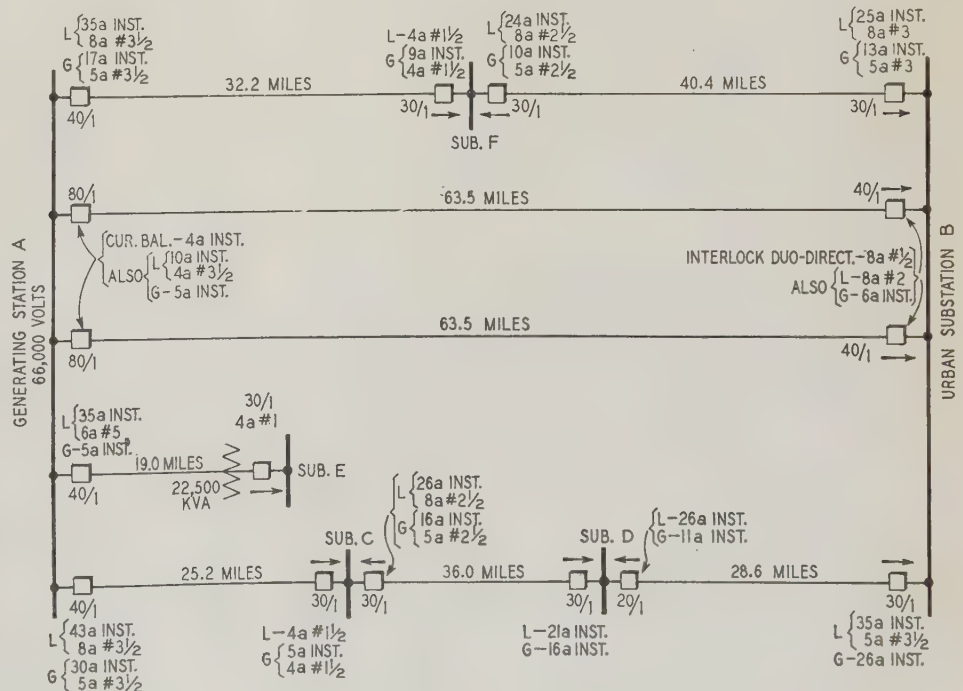 L { 35a INST.
8a #3½
G { 17a INST.
5a #3½
40/1
32.2 MILES
L-4a #1½
G { 9a INST.
4a #1½
30/1
SUB. F
L { 24a INST.
8a #2½
G { 10a INST.
5a #2½
30/1
40.4 MILES
L { 25a INST.
8a #3
G { 13a INST.
5a #3
30/1
GENERATING STATION A
66,000 VOLTS
URBAN SUBSTATION B
80/1
63.5 MILES
40/1
CUR. BAL.-4a INST.
ALSO { L { 10a INST.
4a #3½
G-5a INST.
INTERLOCK DUO-DIRECT.-8a #½
ALSO { L-8a #2
G-6a INST.
80/1
63.5 MILES
40/1
L { 35a INST.
6a #5
G-5a INST.
40/1
19.0 MILES
22,500
KVA
30/1
4a #1
SUB. E
L { 26a INST.
8a #2½
G { 16a INST.
5a #2½
L-26a INST.
G-11a INST.
SUB. C
SUB. D
25.2 MILES
36.0 MILES
28.6 MILES
40/1
30/1
30/1
30/1
20/1
30/1
L { 43a INST.
8a #3½
G { 30a INST.
5a #3½
L-4a #1½
G { 5a INST.
4a #1½
L-21a INST.
G-16a INST.
L { 35a INST.
5a #3½
G-26a INST.